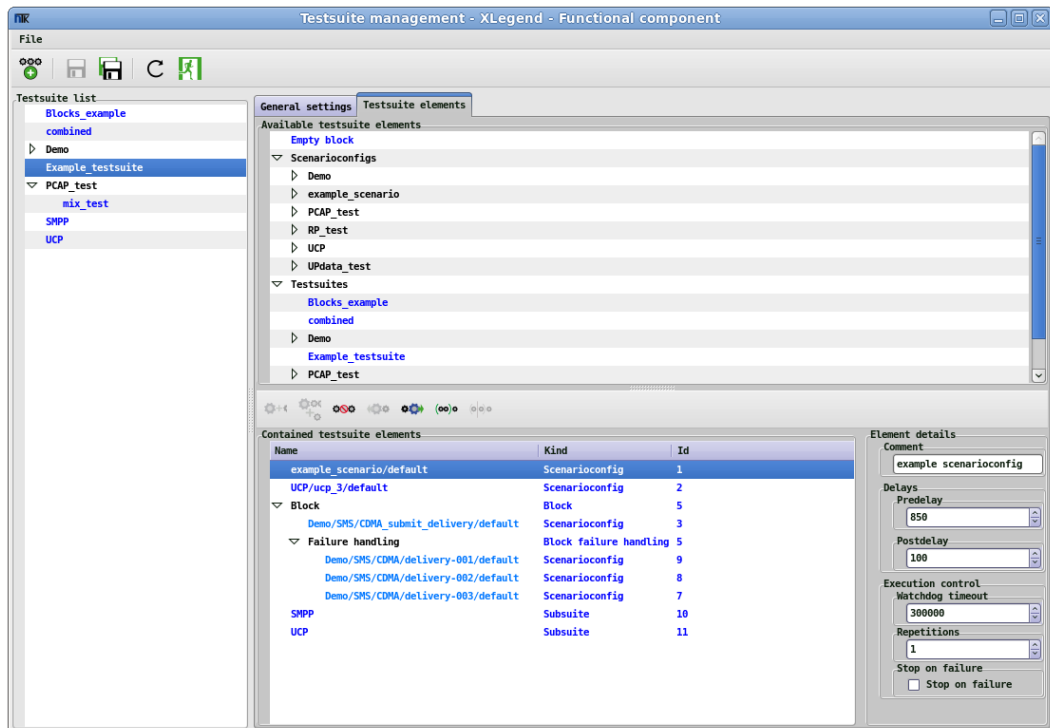 NTK
Testsuite management - XLegend - Functional component
File
Testsuite list
Blocks_example
combined
Demo
Example_testsuite
PCAP_test
mix_test
SMPP
UCP
General settings
Testsuite elements
Available testsuite elements
Empty block
Scenarioconfigs
Demo
example_scenario
PCAP_test
RP_test
UCP
UPdata_test
Testsuites
Blocks_example
combined
Demo
Example_testsuite
PCAP_test
Contained testsuite elements
Name Kind Id
example_scenario/default Scenarioconfig 1
UCP/ucp_3/default Scenarioconfig 2
Block Block 5
Demo/SMS/CDMA_submit_delivery/default Scenarioconfig 3
Failure handling Block failure handling 5
Demo/SMS/CDMA/delivery-001/default Scenarioconfig 9
Demo/SMS/CDMA/delivery-002/default Scenarioconfig 8
Demo/SMS/CDMA/delivery-003/default Scenarioconfig 7
SMPP Subsuite 10
UCP Subsuite 11
Element details
Comment
example scenarioconfig
Delays
Predelay
850
Postdelay
100
Execution control
Watchdog timeout
300000
Repetitions
1
Stop on failure
Stop on failure